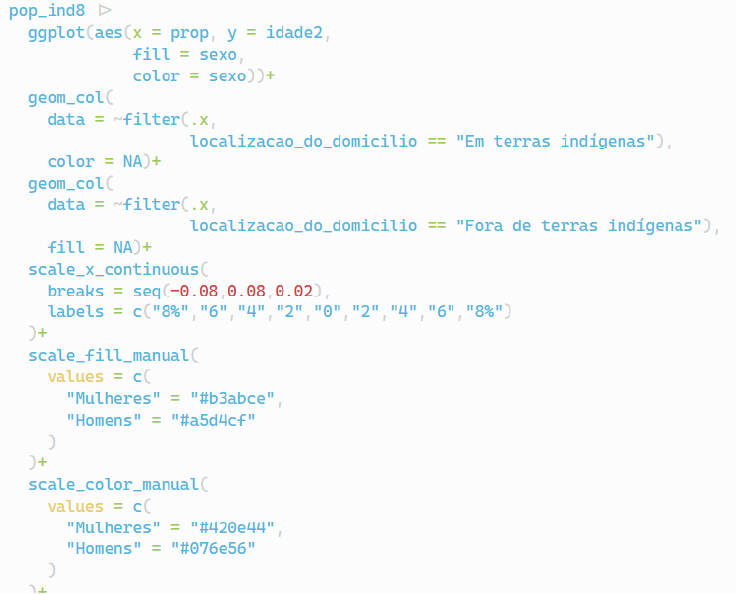 pop_ind8 |>
  ggplot(aes(x = prop, y = idade2,
             fill = sexo,
             color = sexo))+
  geom_col(
    data = ~filter(.x,
                   localizacao_do_domicilio == "Em terras indígenas"),
    color = NA)+
  geom_col(
    data = ~filter(.x,
                   localizacao_do_domicilio == "Fora de terras indígenas"),
    fill = NA)+
  scale_x_continuous(
    breaks = seq(-0.08,0.08,0.02),
    labels = c("8%","6","4","2","0","2","4","6","8%")
  )+
  scale_fill_manual(
    values = c(
      "Mulheres" = "#b3abce",
      "Homens" = "#a5d4cf"
    )
  )+
  scale_color_manual(
    values = c(
      "Mulheres" = "#420e44",
      "Homens" = "#076e56"
    )
  )+